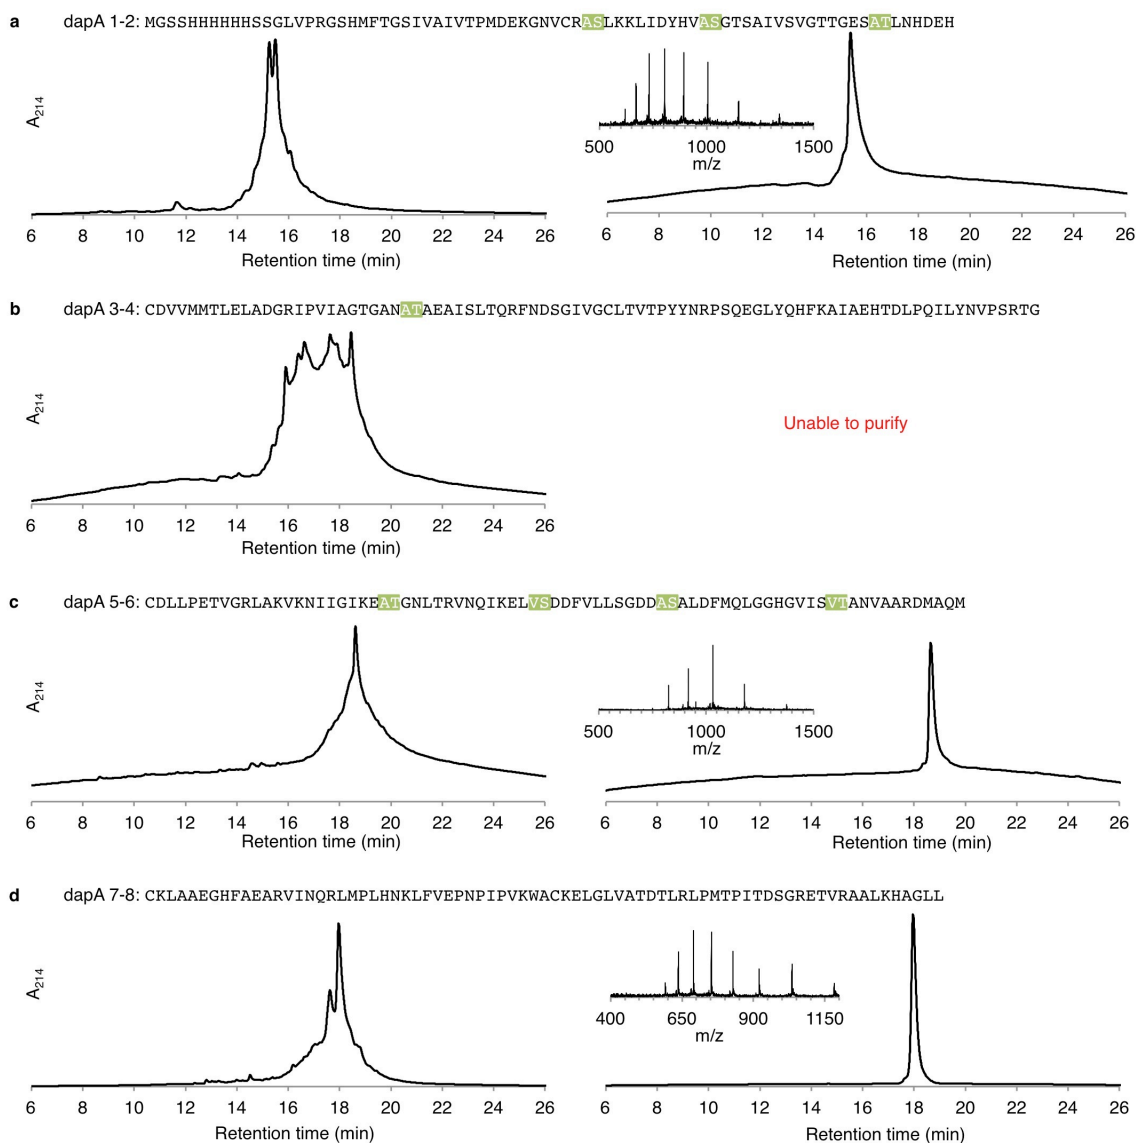 a dapA 1-2: MGSSHHHHHHSSGLVPRGSHMFTGSIVAIVTPMDEKGNVCRASLKKLIDYHVASGTSAIVSVGTTGESATLNHDEH
A214
6 8 10 12 14 16 18 20 22 24 26
Retention time (min)
500 1000 1500
m/z
6 8 10 12 14 16 18 20 22 24 26
Retention time (min)
b dapA 3-4: CDVVMMTLELADGRIPVIAGTGANATAEAISLTQRFNDSGIVGCLTVTPYYNRPSQEGLYQHFKAIAEHTDLPQILYNVPSRTG
A214
6 8 10 12 14 16 18 20 22 24 26
Retention time (min)
Unable to purify
c dapA 5-6: CDLLPETVGRLAKVKNIIGIKEATGNLTRVNQIKELVSDDFVLLSGDDASALDFMQLGGHGVISVTANVAARDMAQM
A214
6 8 10 12 14 16 18 20 22 24 26
Retention time (min)
500 1000 1500
m/z
6 8 10 12 14 16 18 20 22 24 26
Retention time (min)
d dapA 7-8: CKLAAEGHFAEARVINQRLMPLHNKLFVEPNPIPVKWACKELGLVATDTLRLPMTPITDSGRETVRAALKHAGLL
A214
6 8 10 12 14 16 18 20 22 24 26
Retention time (min)
400 650 900 1150
m/z
6 8 10 12 14 16 18 20 22 24 26
Retention time (min)